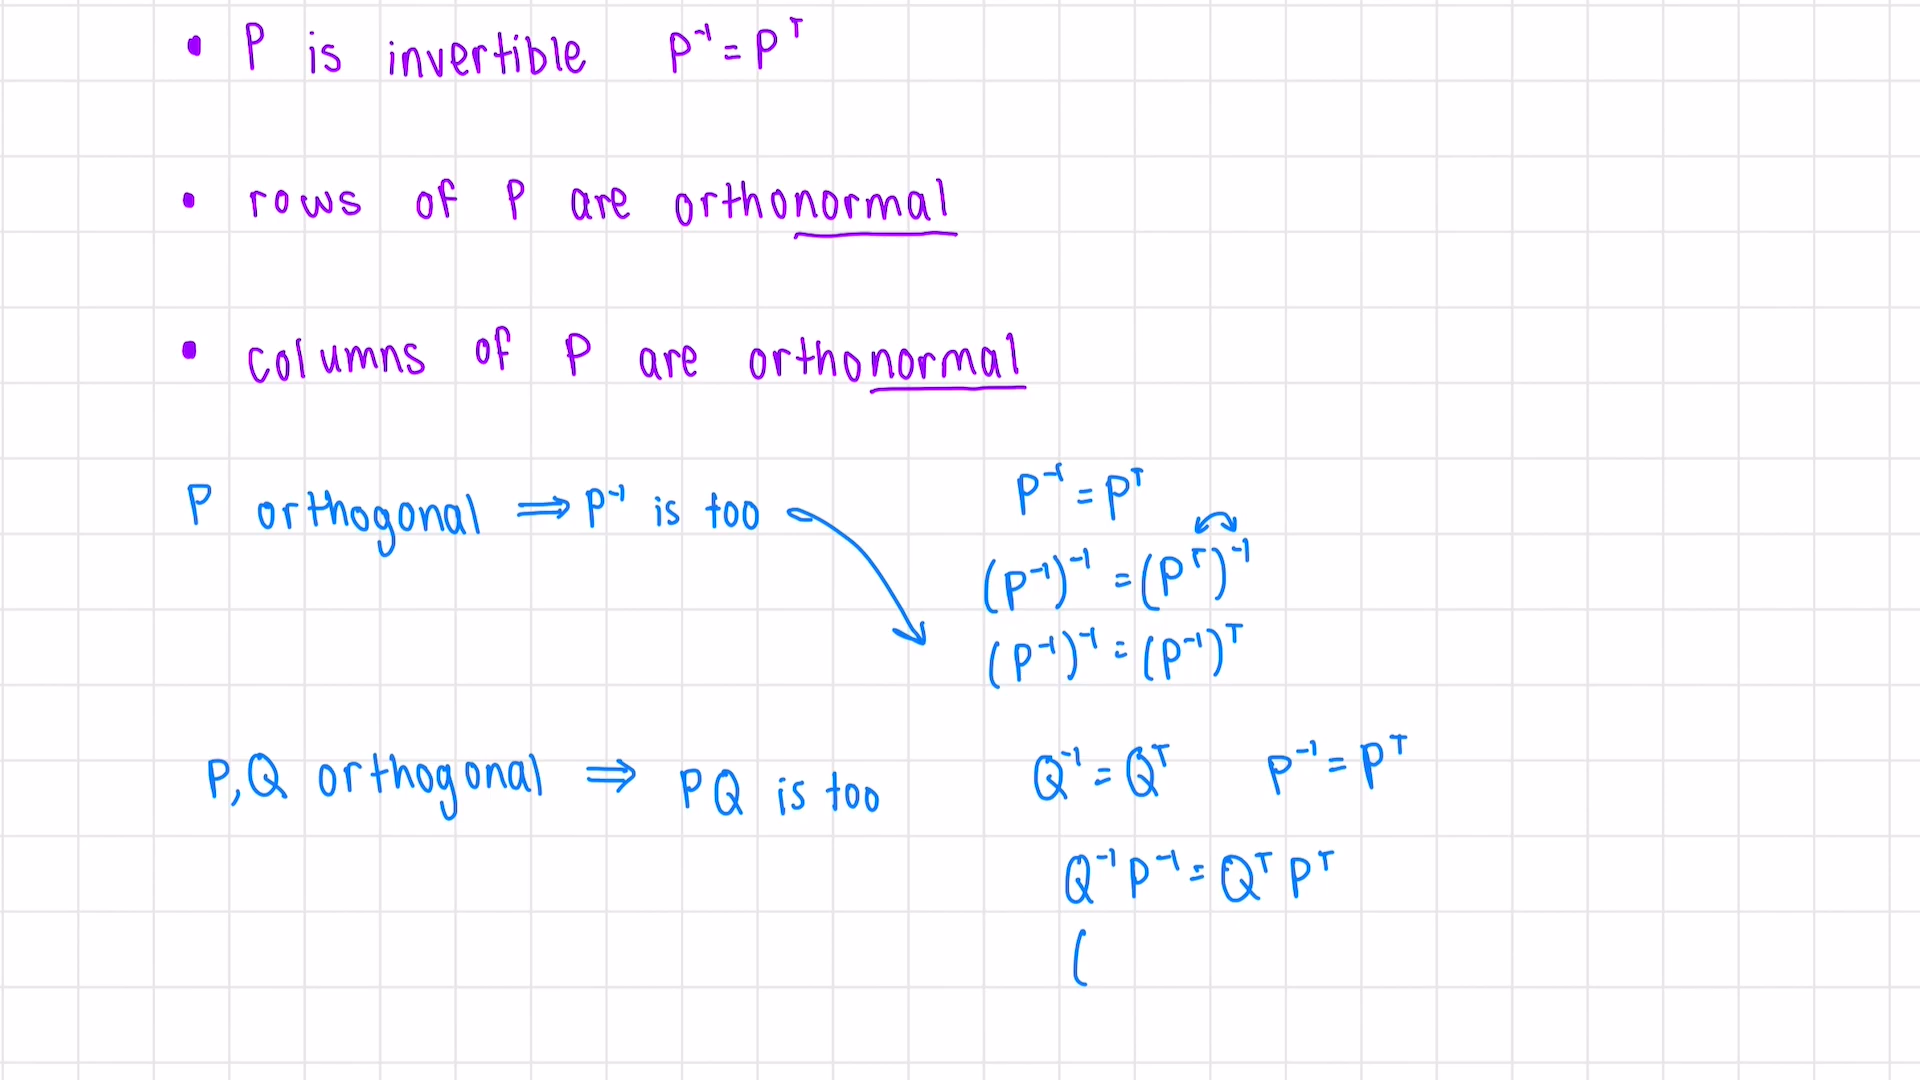 • P is invertible P⁻¹ = Pᵀ
• rows of P are orthonormal
• columns of P are orthonormal
P orthogonal ⟹ P⁻¹ is too
P⁻¹ = Pᵀ
(P⁻¹)⁻¹ = (Pᵀ)⁻¹
(P⁻¹)⁻¹ = (P⁻¹)ᵀ
P,Q orthogonal ⟹ PQ is too
Q⁻¹ = Qᵀ P⁻¹ = Pᵀ
Q⁻¹P⁻¹ = QᵀPᵀ
(